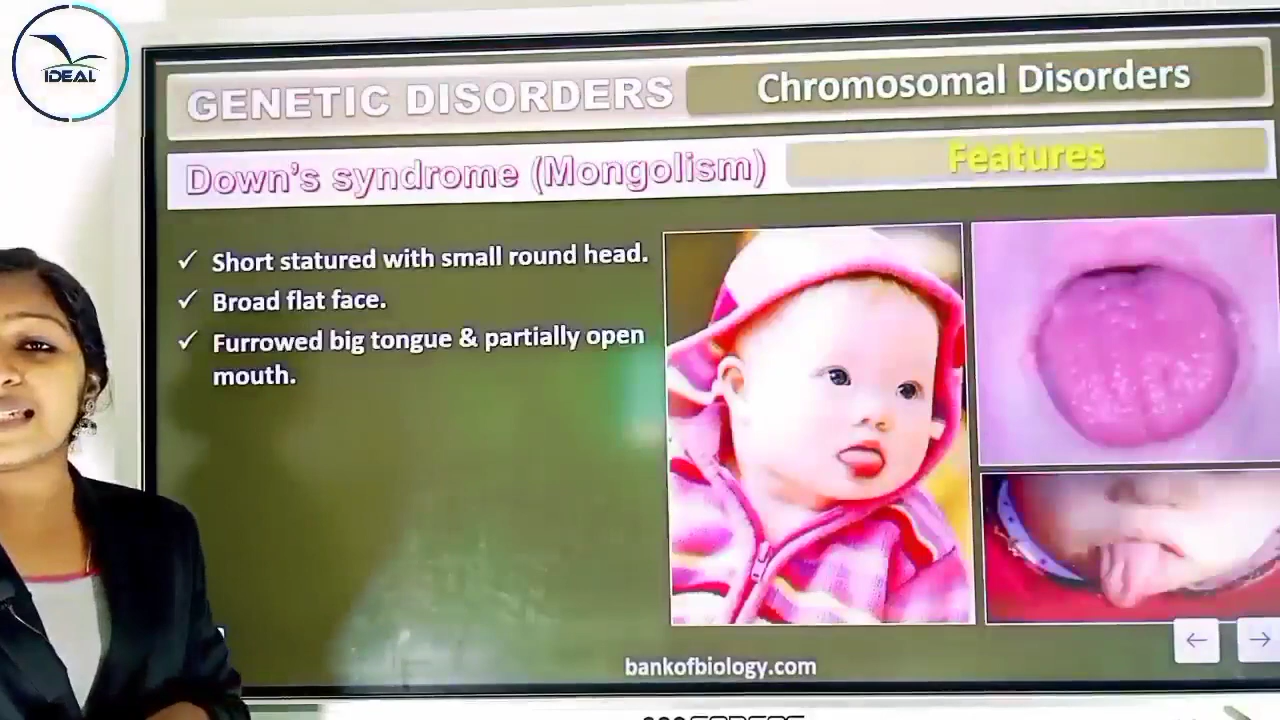 IDEAL
GENETIC DISORDERS
Chromosomal Disorders
Down's syndrome (Mongolism)
Features
✓ Short statured with small round head.
✓ Broad flat face.
✓ Furrowed big tongue & partially open
mouth.
bankofbiology.com